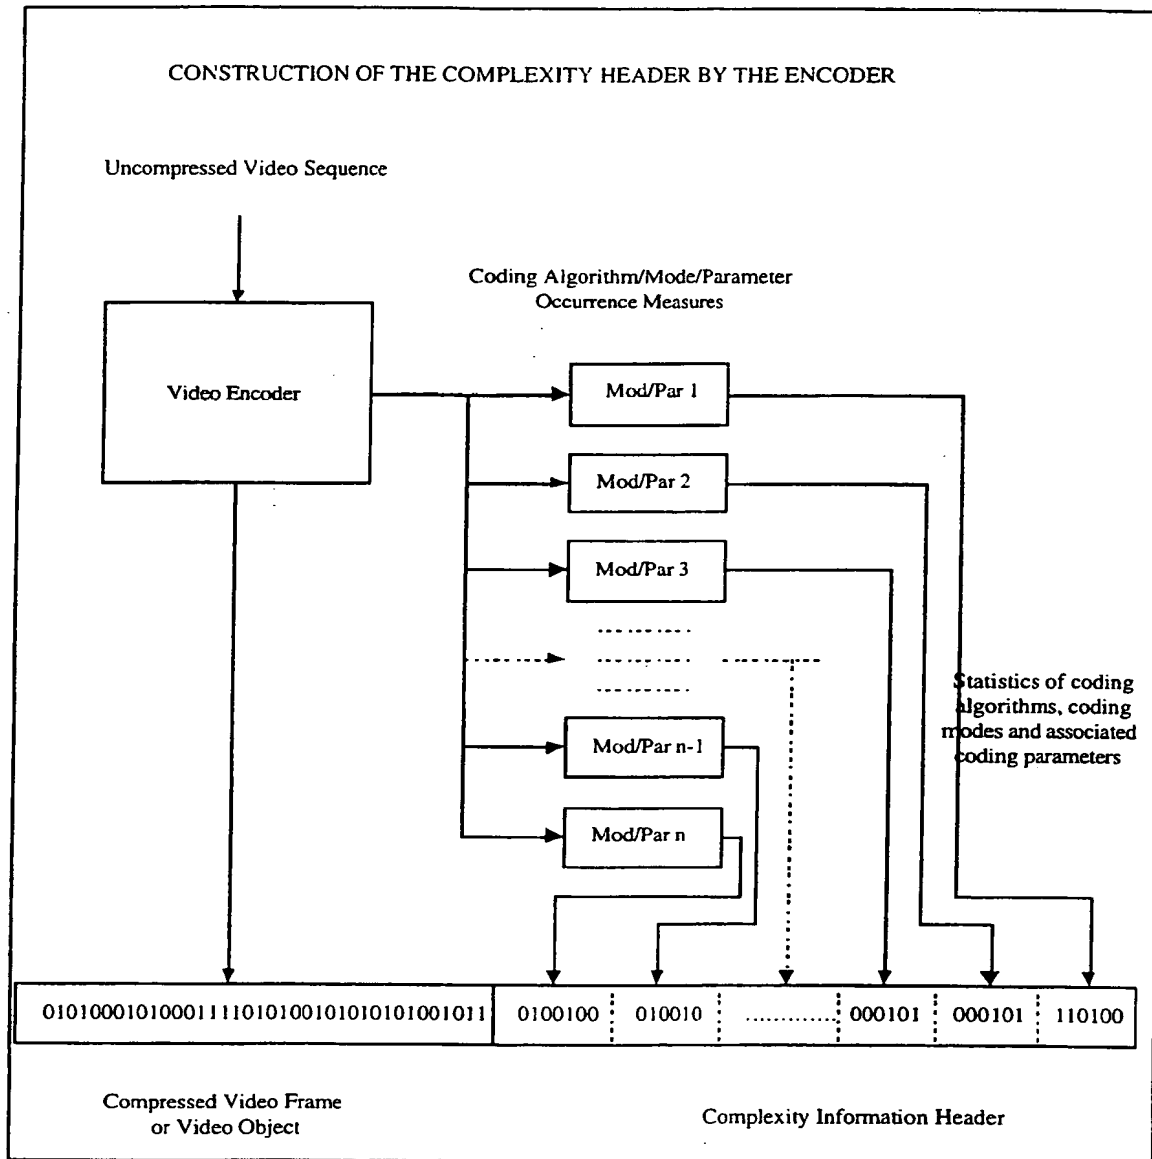 CONSTRUCTION OF THE COMPLEXITY HEADER BY THE ENCODER
Uncompressed Video Sequence
Coding Algorithm/Mode/Parameter
Occurrence Measures
Video Encoder
Mod/Par 1
Mod/Par 2
Mod/Par 3
Statistics of coding
algorithms, coding
modes and associated
coding parameters
Mod/Par n-1
Mod/Par n
0101000101000111101010010101010101001011 0100100 010010 ............. 000101 000101 110100
Compressed Video Frame
or Video Object
Complexity Information Header